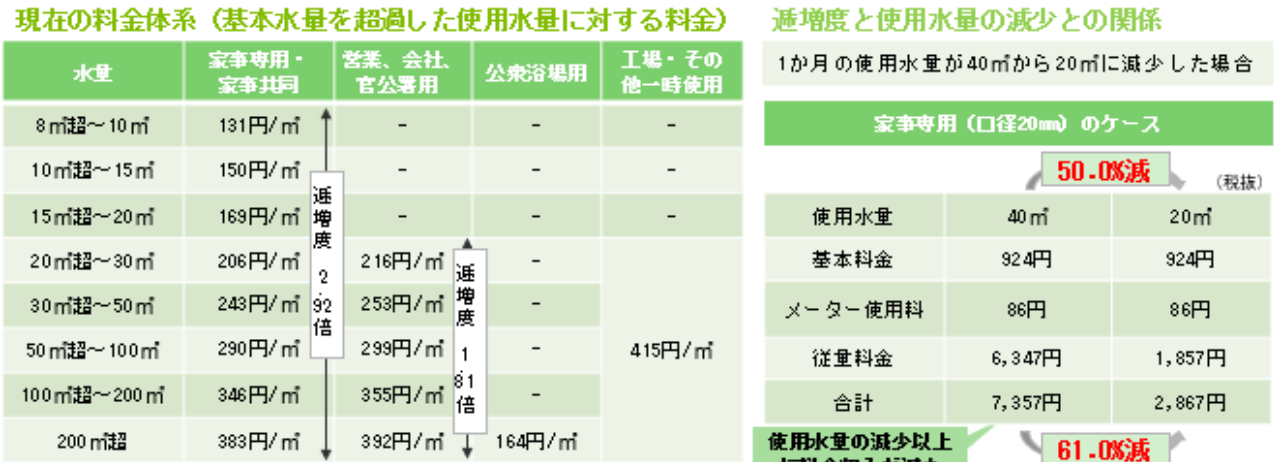 現在の料金体系（基本水量を超過した使用水量に対する料金）
水量 家事専用・家事共同 営業、会社、官公署用 公衆浴場用 工場・その他一時使用
8㎥超～10㎥ 131円/㎥ － － －
10㎥超～15㎥ 150円/㎥ － － －
15㎥超～20㎥ 169円/㎥ － － －
20㎥超～30㎥ 206円/㎥ 216円/㎥ －
30㎥超～50㎥ 243円/㎥ 253円/㎥ －
50㎥超～100㎥ 290円/㎥ 299円/㎥ － 415円/㎥
100㎥超～200㎥ 346円/㎥ 355円/㎥ －
200㎥超 383円/㎥ 392円/㎥ 164円/㎥
逓増度 2.92倍
逓増度 1.81倍
逓増度と使用水量の減少との関係
1か月の使用水量が40㎥から20㎥に減少した場合
家事専用（口径20㎜）のケース
50.0%減
（税抜）
使用水量 40㎥ 20㎥
基本料金 924円 924円
メーター使用料 86円 86円
従量料金 6,347円 1,857円
合計 7,357円 2,867円
使用水量の減少以上
61.0%減